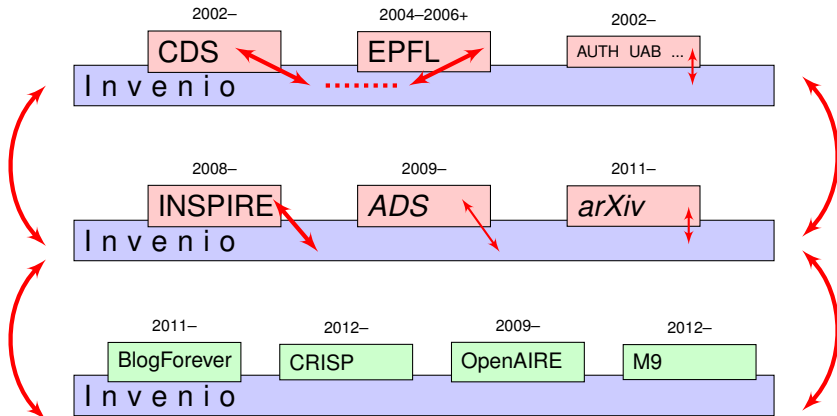 2002– 2004–2006+ 2002–
CDS EPFL AUTH UAB ...
Invenio
2008– 2009– 2011–
INSPIRE ADS arXiv
Invenio
2011– 2012– 2009– 2012–
BlogForever CRISP OpenAIRE M9
Invenio